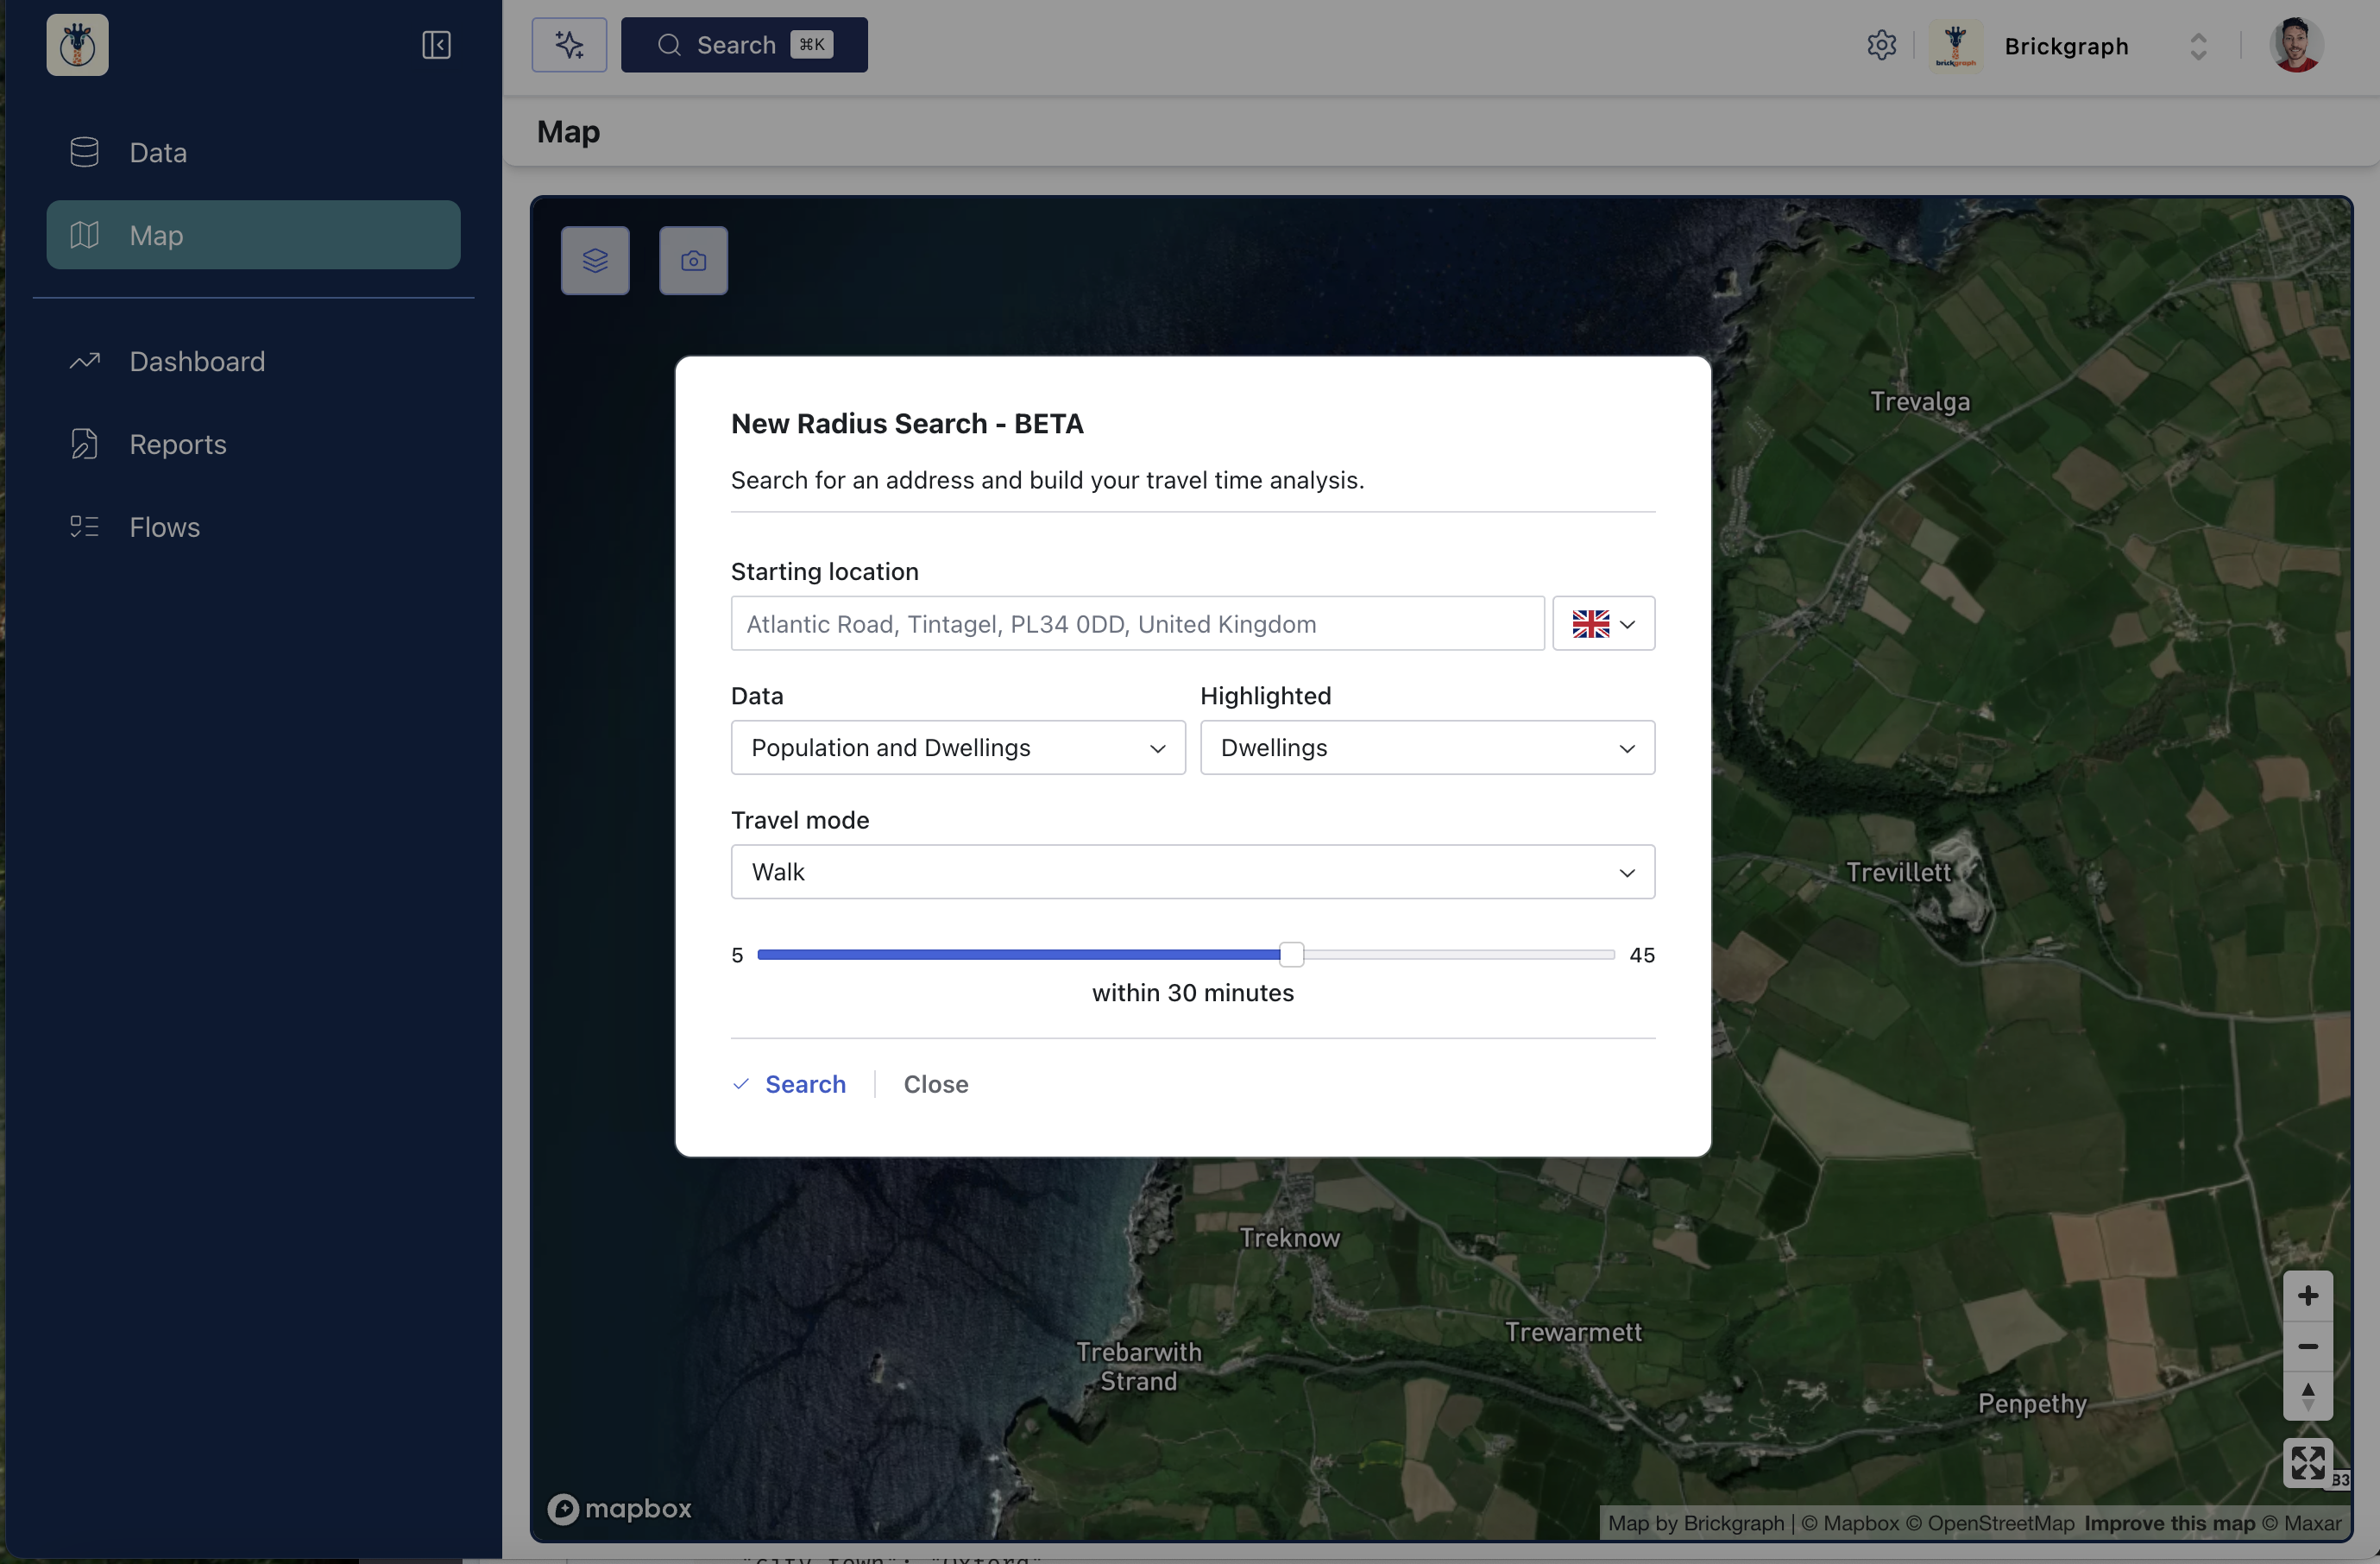 Search ⌘K
brickgraph
Brickgraph
Data
Map
Dashboard
Reports
Flows
Map
New Radius Search - BETA
Search for an address and build your travel time analysis.
Starting location
Atlantic Road, Tintagel, PL34 0DD, United Kingdom
Data
Highlighted
Population and Dwellings
Dwellings
Travel mode
Walk
5
45
within 30 minutes
Search
Close
Trevalga
Trevillett
Treknow
Trewarmett
Trebarwith
Strand
Penpethy
B3
mapbox
Map by Brickgraph | © Mapbox © OpenStreetMap Improve this map © Maxar